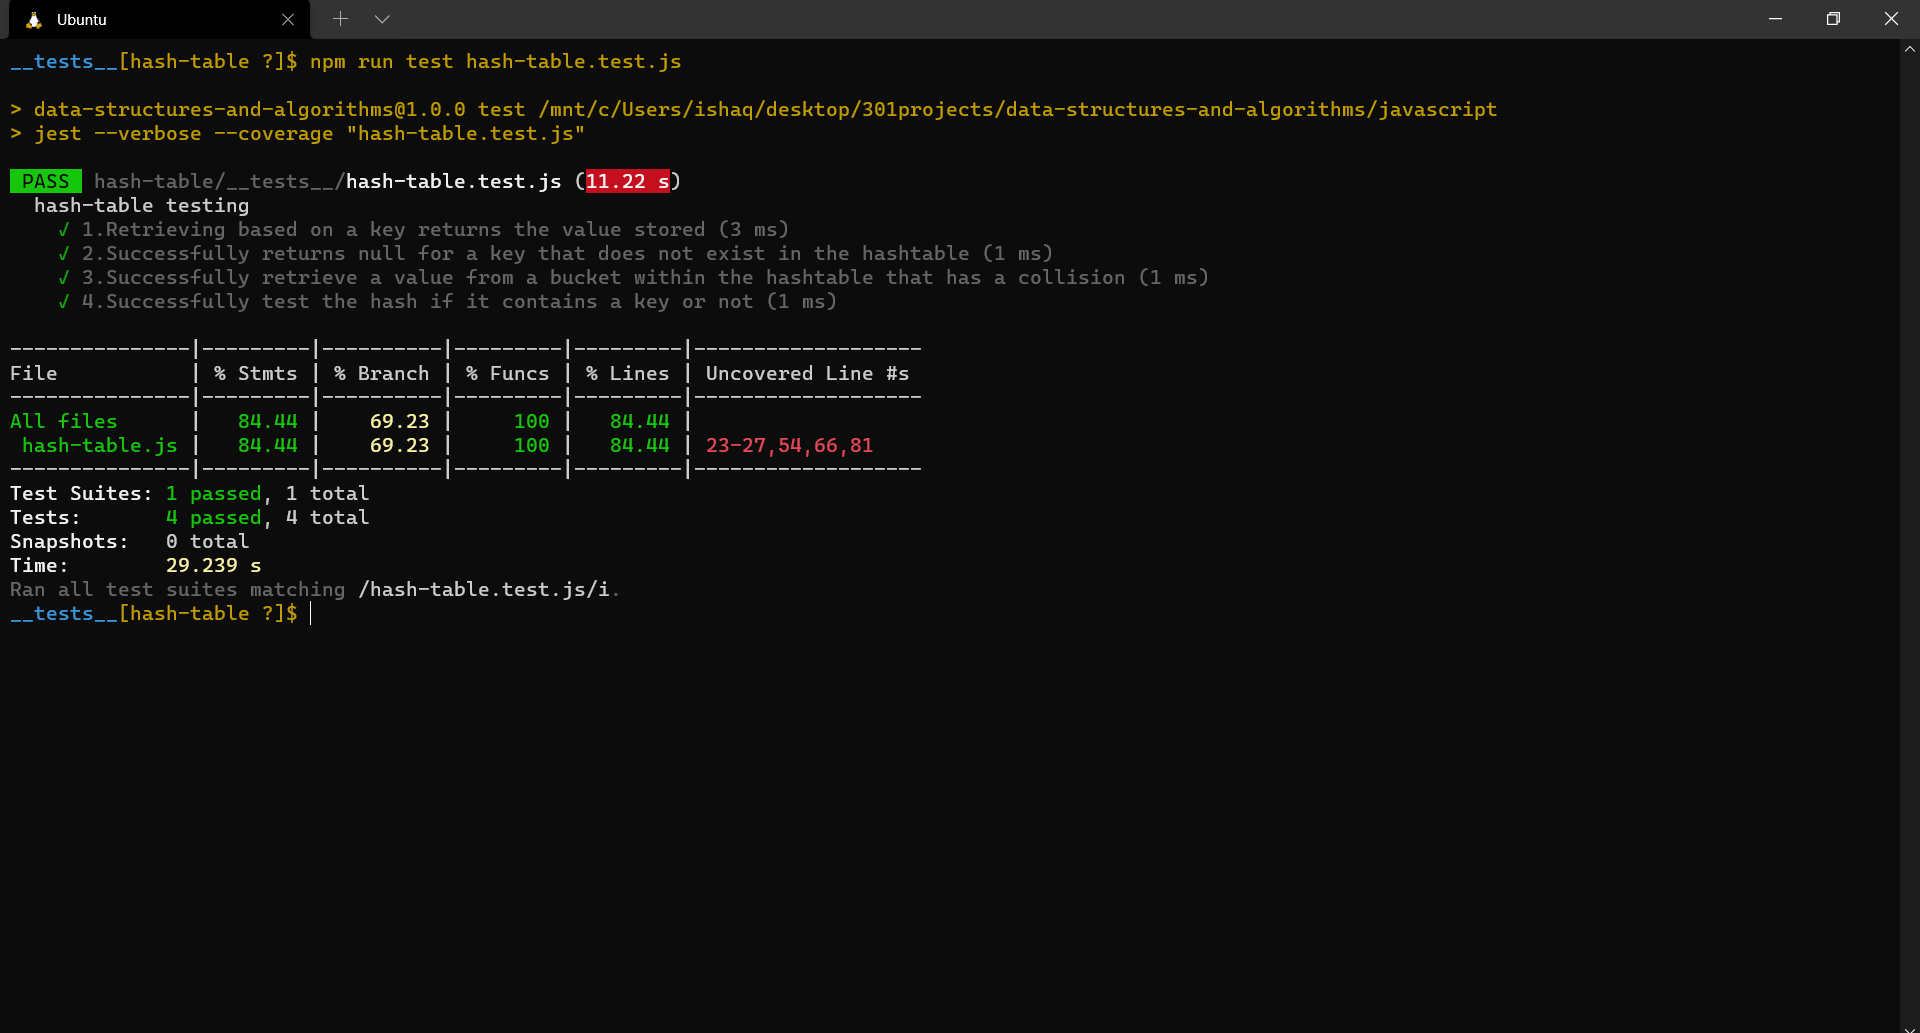 Ubuntu
__tests__[hash-table ?]$ npm run test hash-table.test.js
> data-structures-and-algorithms@1.0.0 test /mnt/c/Users/ishaq/desktop/301projects/data-structures-and-algorithms/javascript
> jest --verbose --coverage "hash-table.test.js"
PASS hash-table/__tests__/hash-table.test.js (11.22 s)
hash-table testing
√ 1.Retrieving based on a key returns the value stored (3 ms)
√ 2.Successfully returns null for a key that does not exist in the hashtable (1 ms)
√ 3.Successfully retrieve a value from a bucket within the hashtable that has a collision (1 ms)
√ 4.Successfully test the hash if it contains a key or not (1 ms)
---------------|---------|----------|---------|---------|-------------------
File           | % Stmts | % Branch | % Funcs | % Lines | Uncovered Line #s
---------------|---------|----------|---------|---------|-------------------
All files      |   84.44 |    69.23 |     100 |   84.44 |
 hash-table.js |   84.44 |    69.23 |     100 |   84.44 | 23-27,54,66,81
---------------|---------|----------|---------|---------|-------------------
Test Suites: 1 passed, 1 total
Tests:       4 passed, 4 total
Snapshots:   0 total
Time:        29.239 s
Ran all test suites matching /hash-table.test.js/i.
__tests__[hash-table ?]$